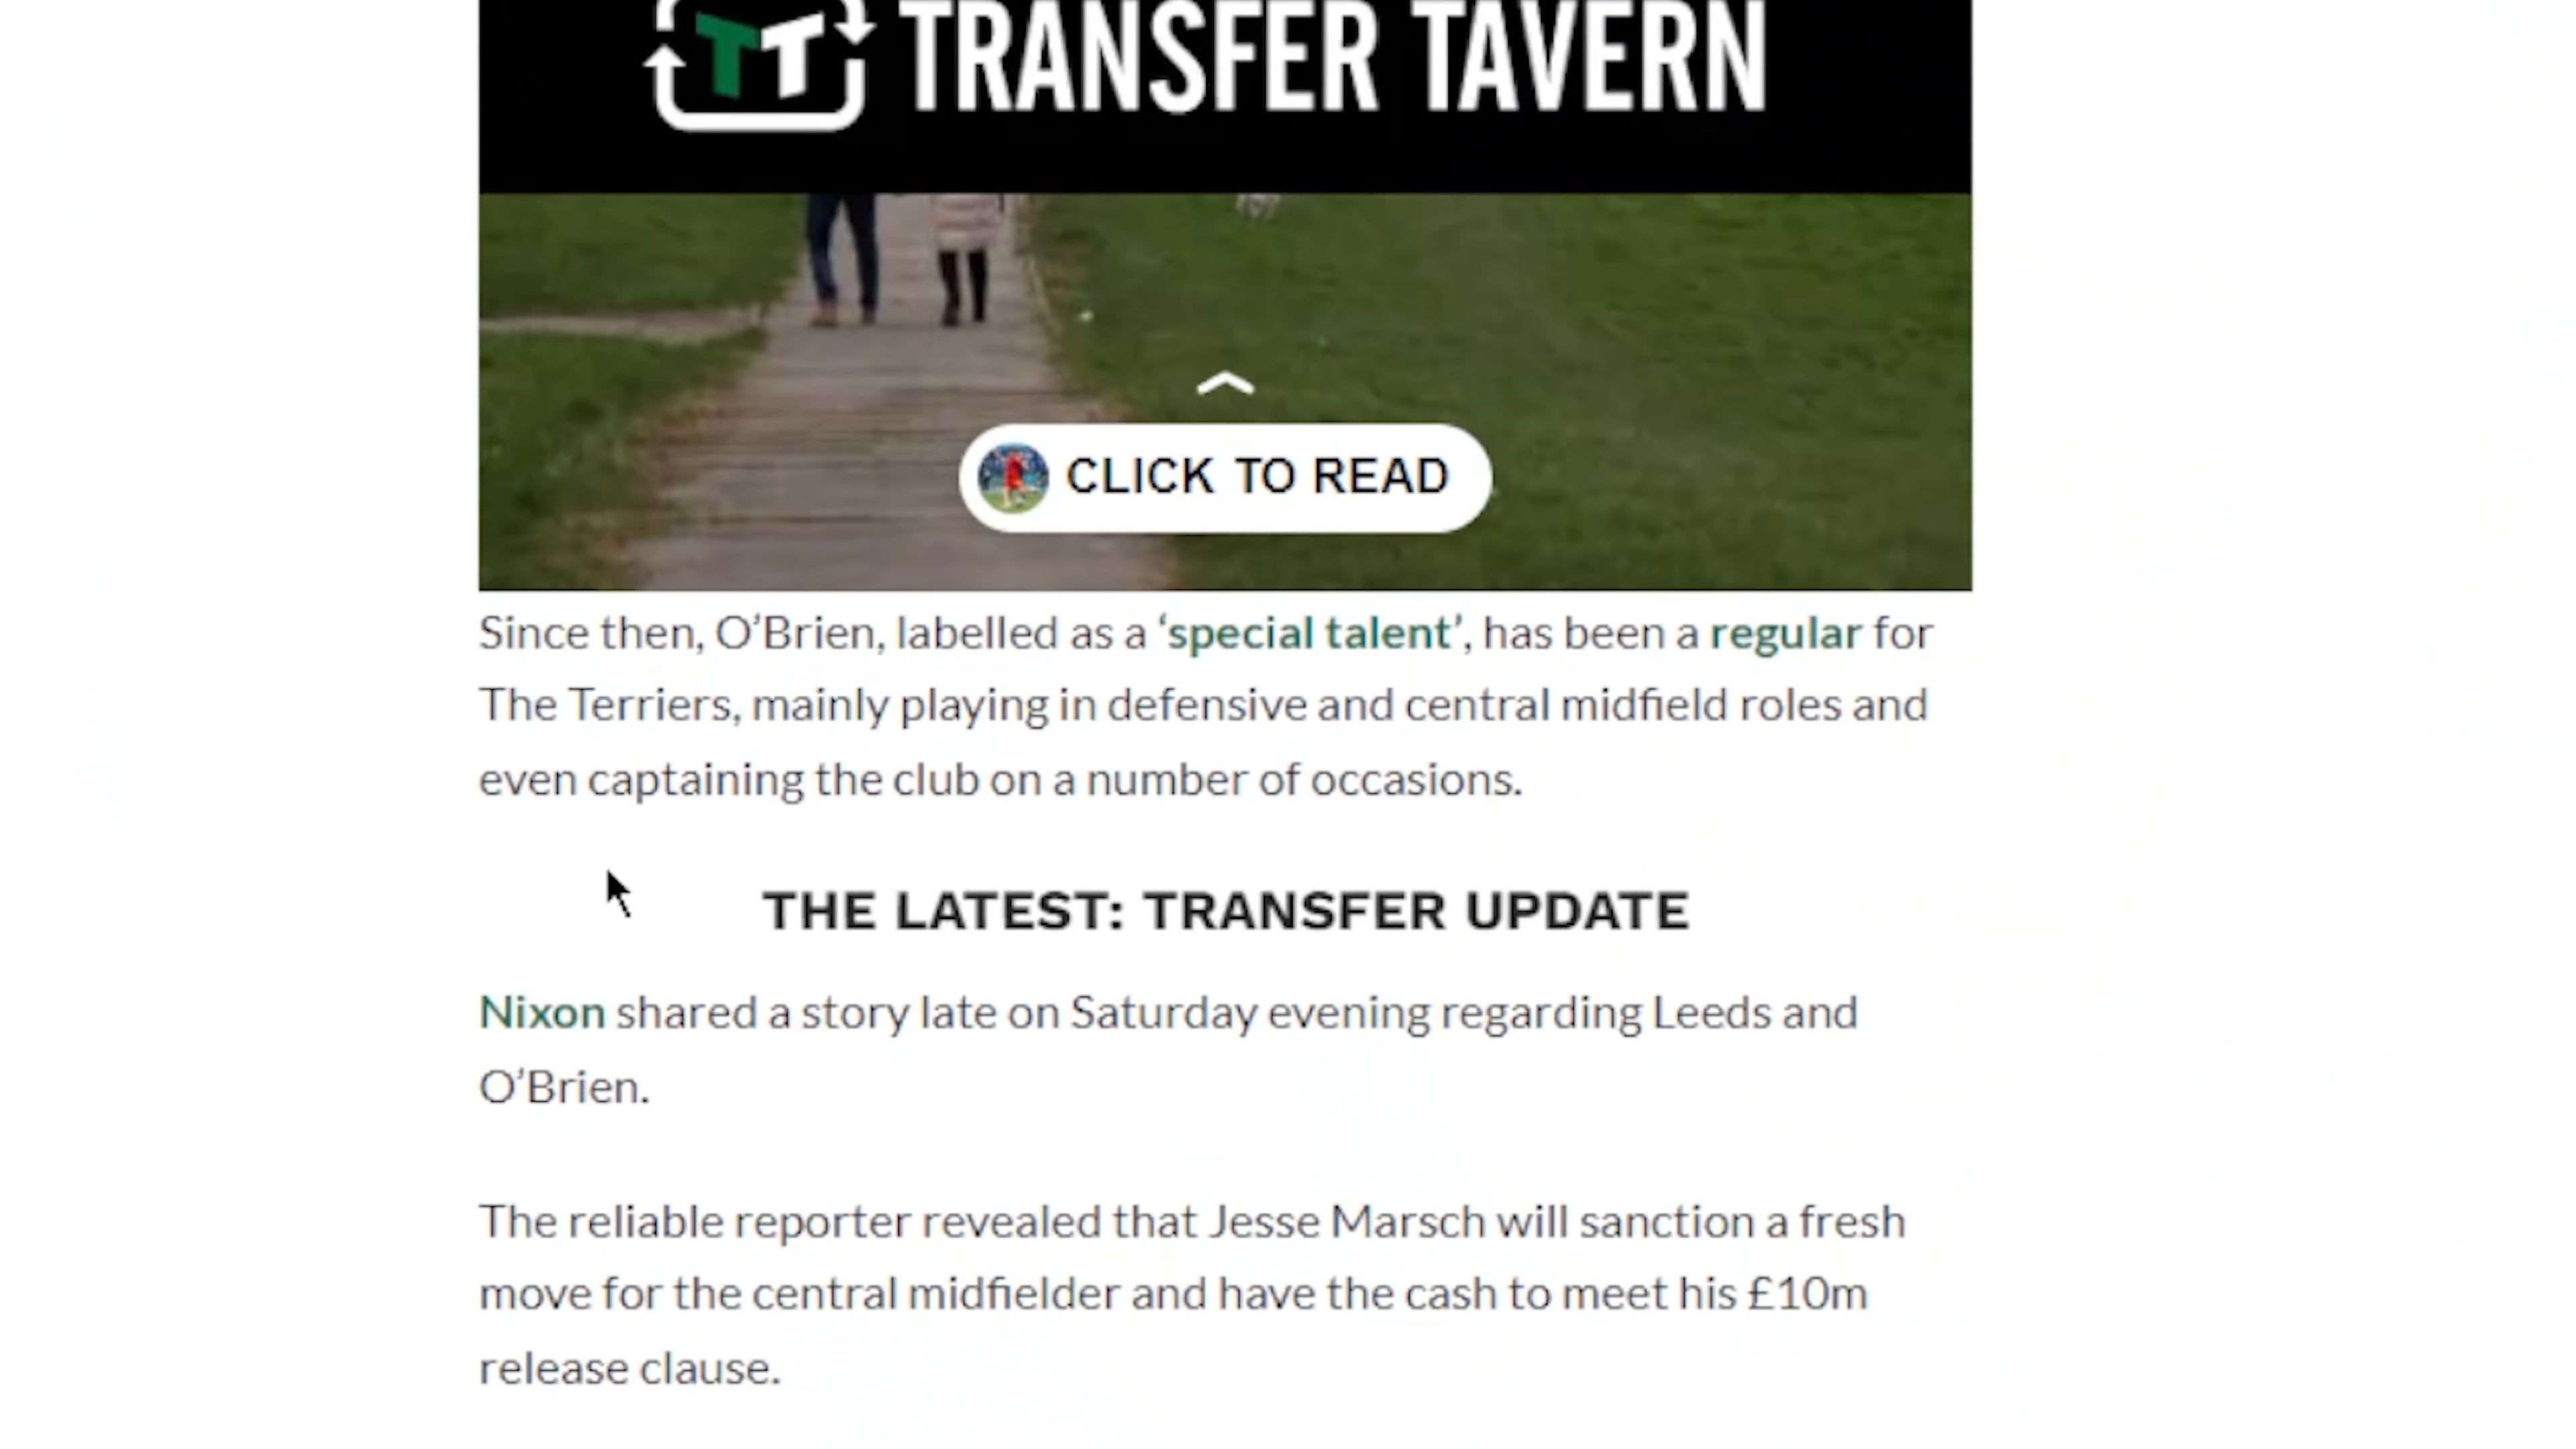 TT TRANSFER TAVERN
CLICK TO READ
Since then, O’Brien, labelled as a ‘special talent’, has been a regular for
The Terriers, mainly playing in defensive and central midfield roles and
even captaining the club on a number of occasions.
THE LATEST: TRANSFER UPDATE
Nixon shared a story late on Saturday evening regarding Leeds and
O’Brien.
The reliable reporter revealed that Jesse Marsch will sanction a fresh
move for the central midfielder and have the cash to meet his £10m
release clause.